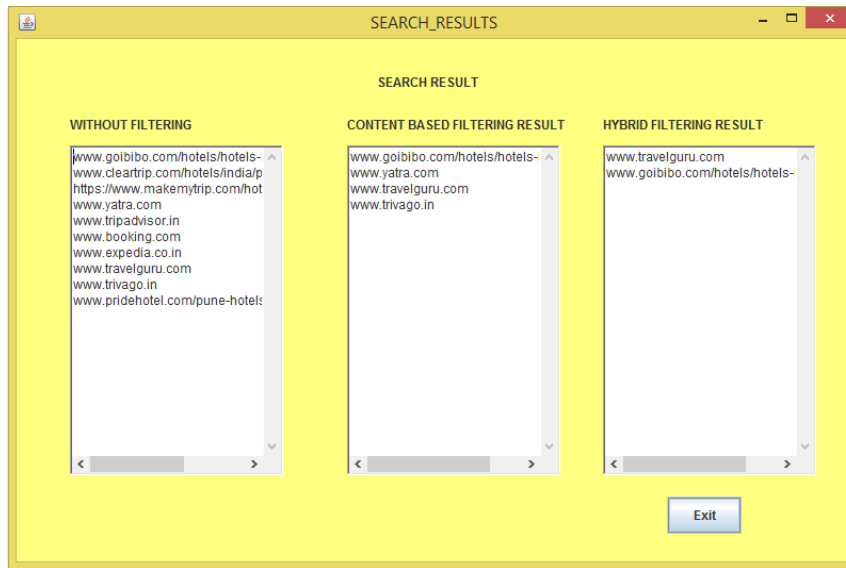 SEARCH_RESULTS
SEARCH RESULT
WITHOUT FILTERING
www.goibibo.com/hotels/hotels-
www.cleartrip.com/hotels/india/p
https://www.makemytrip.com/hot
www.yatra.com
www.tripadvisor.in
www.booking.com
www.expedia.co.in
www.travelguru.com
www.trivago.in
www.pridehotel.com/pune-hotels
CONTENT BASED FILTERING RESULT
www.goibibo.com/hotels/hotels-
www.yatra.com
www.travelguru.com
www.trivago.in
HYBRID FILTERING RESULT
www.travelguru.com
www.goibibo.com/hotels/hotels-
Exit